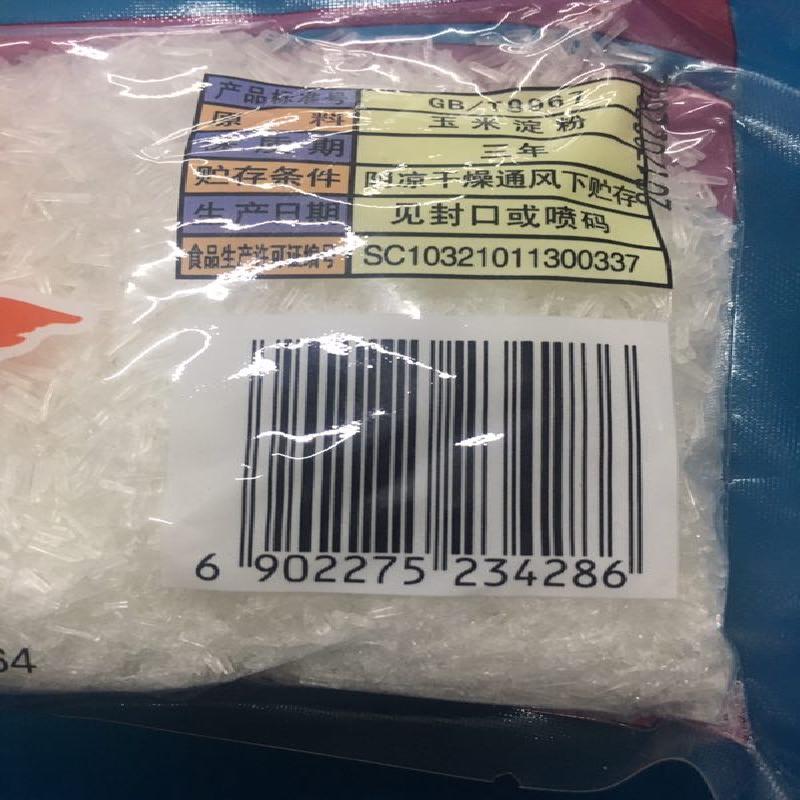 产品标准号 GB/T8967
原料 玉米淀粉
期 三年
贮存条件 阴凉干燥通风下贮存
生产日期 见封口或喷码
食品生产许可证编号 SC10321011300337
6 902275 234286
64